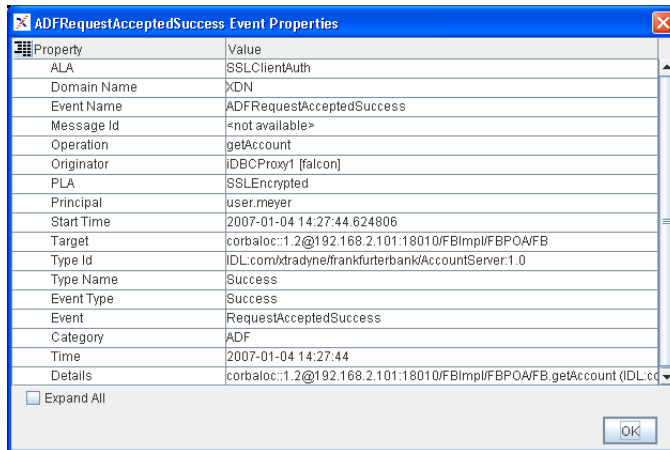 ADFRequestAcceptedSuccess Event Properties
Property Value
ALA SSLClientAuth
Domain Name XDN
Event Name ADFRequestAcceptedSuccess
Message Id <not available>
Operation getAccount
Originator iDBCProxy1 [falcon]
PLA SSLEncrypted
Principal user.meyer
Start Time 2007-01-04 14:27:44.624806
Target corbaloc::1.2@192.168.2.101:18010/FBImpl/FBPOA/FB
Type Id IDL:com/xtradyne/frankfurterbank/AccountServer:1.0
Type Name Success
Event Type Success
Event RequestAcceptedSuccess
Category ADF
Time 2007-01-04 14:27:44
Details corbaloc::1.2@192.168.2.101:18010/FBImpl/FBPOA/FB.getAccount (IDL:cc
Expand All
OK